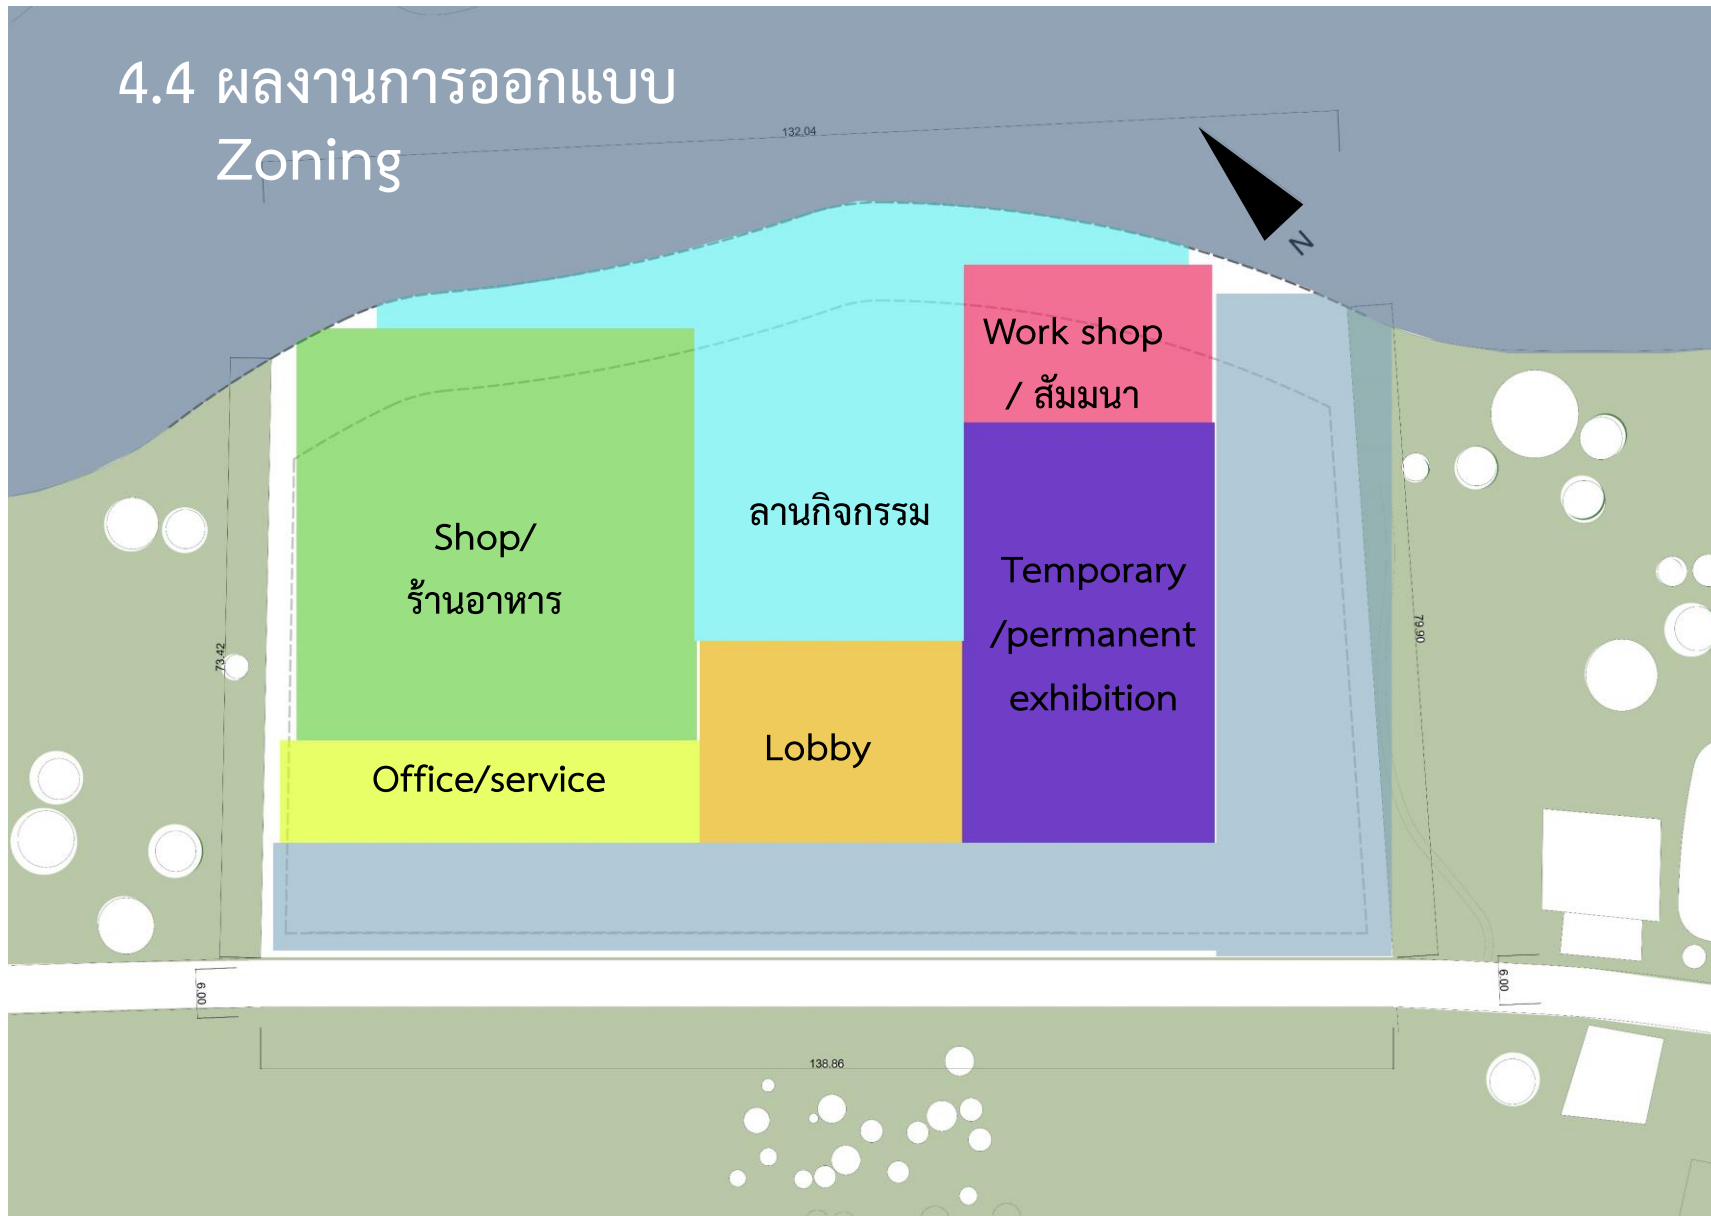 4.4 ผลงานการออกแบบ
Zoning
132.04
N
Work shop
/ สัมมนา
Shop/
ร้านอาหาร
ลานกิจกรรม
Temporary
/permanent
exhibition
73.42
79.90
Lobby
Office/service
6.00
6.00
138.86